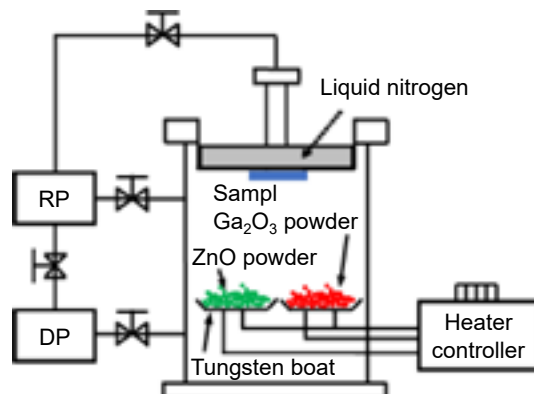 Liquid nitrogen
RP
Sampl
Ga₂O₃ powder
ZnO powder
DP
Heater
controller
Tungsten boat